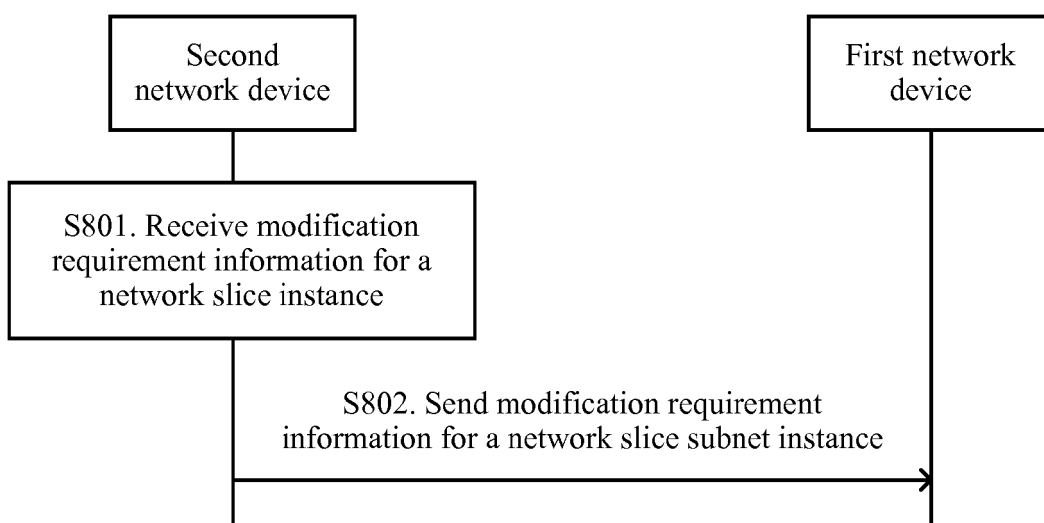 Second
network device
First network
device
S801. Receive modification
requirement information for a
network slice instance
S802. Send modification requirement
information for a network slice subnet instance